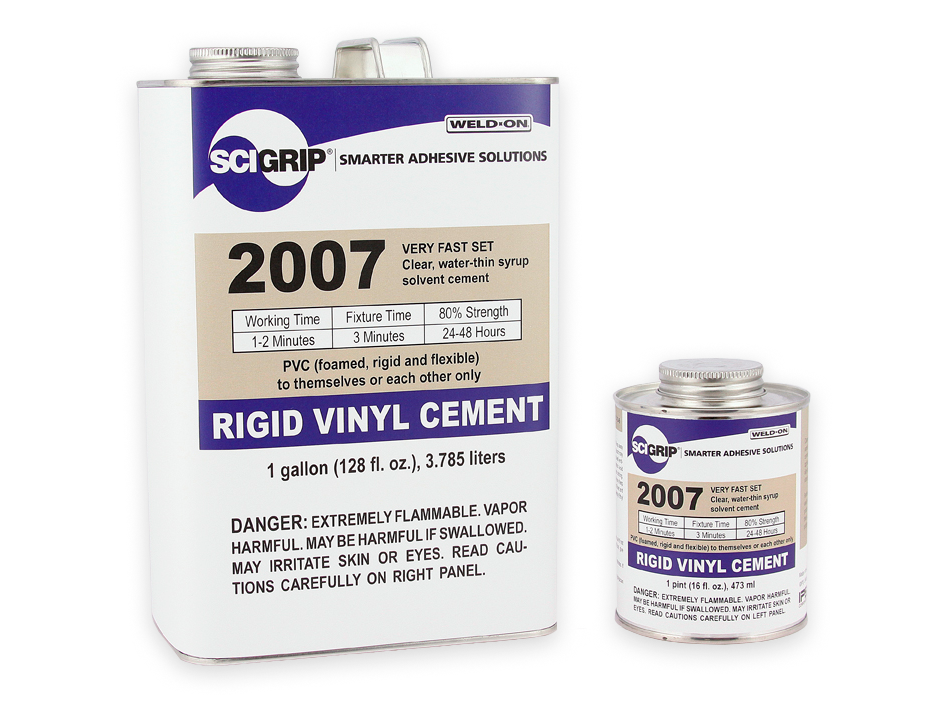 WELD-ON
SCIGRIP® | SMARTER ADHESIVE SOLUTIONS
2007
VERY FAST SET
Clear, water-thin syrup
solvent cement
Working Time Fixture Time 80% Strength
1-2 Minutes 3 Minutes 24-48 Hours
PVC (foamed, rigid and flexible)
to themselves or each other only
RIGID VINYL CEMENT
1 gallon (128 fl. oz.), 3.785 liters
DANGER: EXTREMELY FLAMMABLE. VAPOR
HARMFUL. MAY BE HARMFUL IF SWALLOWED.
MAY IRRITATE SKIN OR EYES. READ CAU-
TIONS CAREFULLY ON RIGHT PANEL.
WELD-ON
SCIGRIP® | SMARTER ADHESIVE SOLUTIONS
2007
VERY FAST SET
Clear, water-thin syrup
solvent cement
Working Time Fixture Time 80% Strength
1-2 Minutes 3 Minutes 24-48 Hours
PVC (foamed, rigid and flexible) to themselves or each other only
RIGID VINYL CEMENT
1 pint (16 fl. oz.), 473 ml
DANGER: EXTREMELY FLAMMABLE. VAPOR HARMFUL.
MAY BE HARMFUL IF SWALLOWED. MAY IRRITATE SKIN OR
EYES. READ CAUTIONS CAREFULLY ON LEFT PANEL.